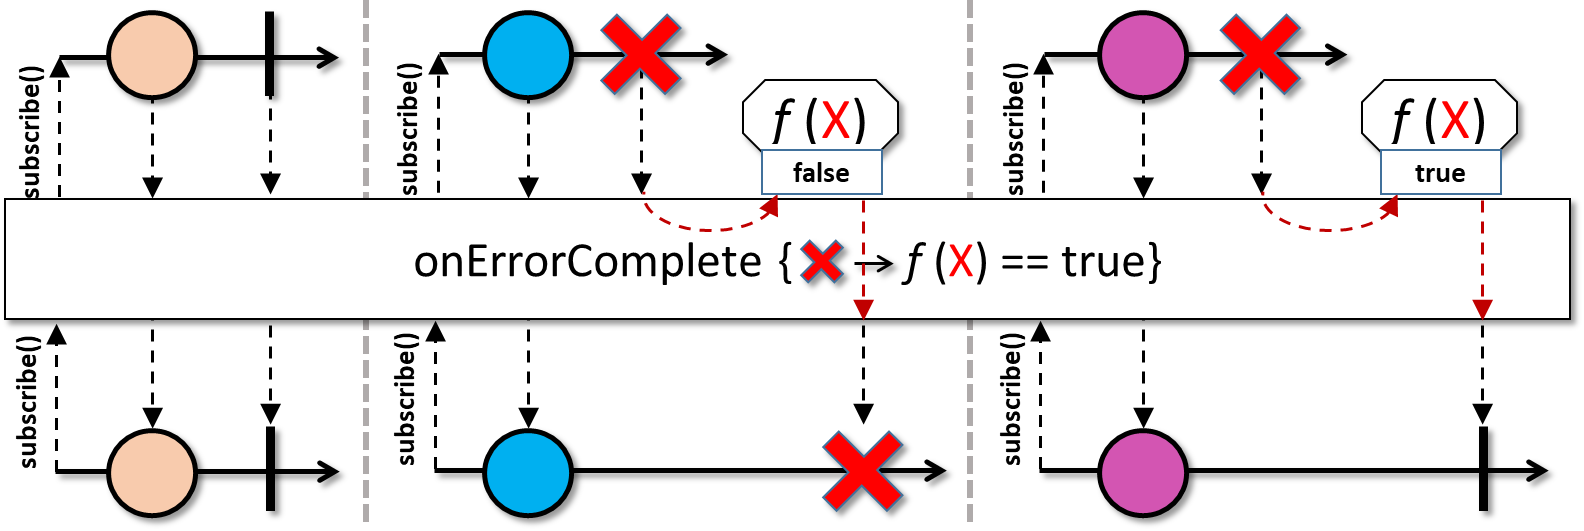 subscribe()
subscribe()
subscribe()
f (X)
false
f (X)
true
onErrorComplete { → f (X) == true}
subscribe()
subscribe()
subscribe()